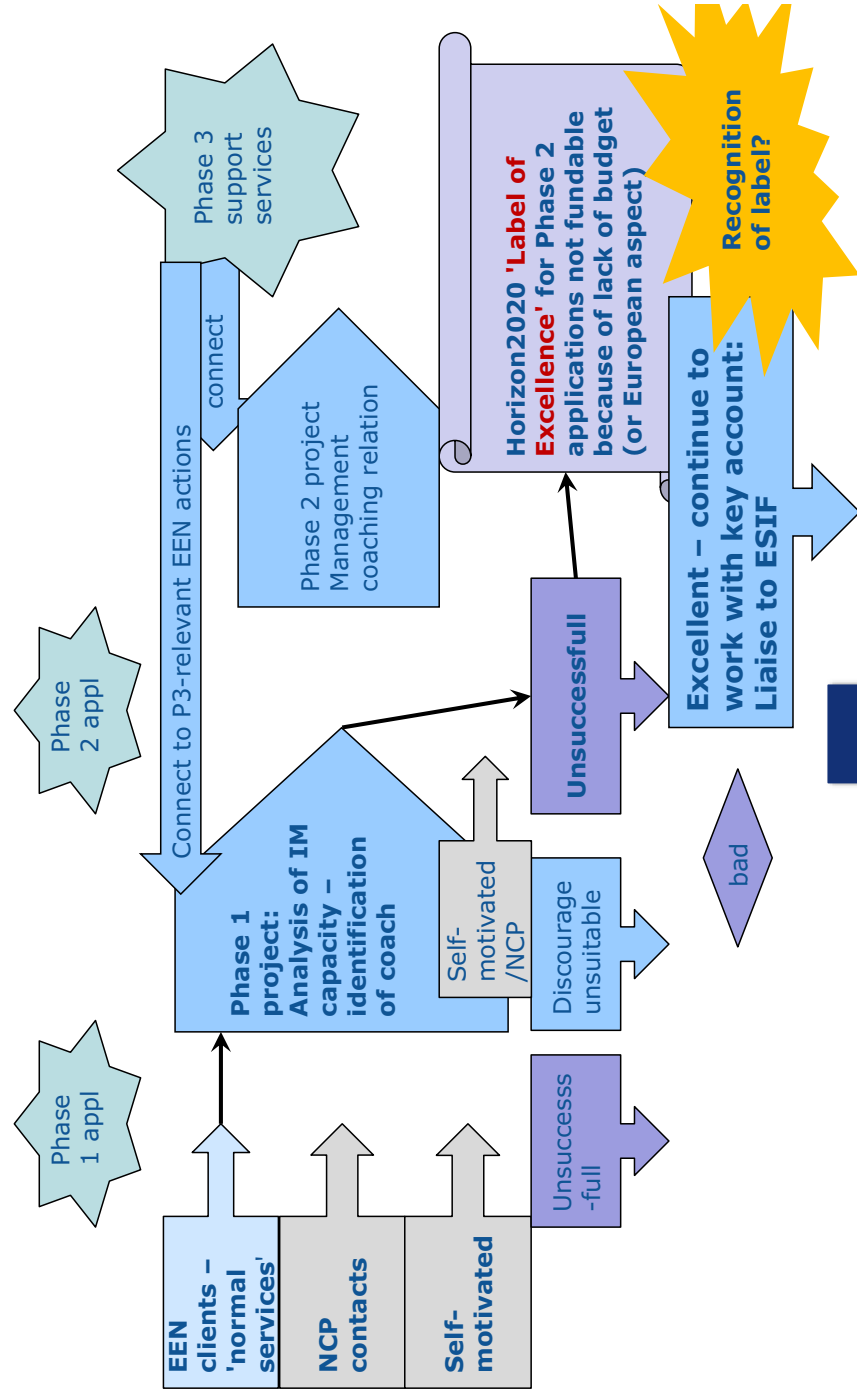 Phase
1 appl
Phase
2 appl
Phase 3
support
services
EEN
clients –
'normal
services'
NCP
contacts
Self-
motivated
Phase 1
project:
Analysis of IM
capacity –
identification
of coach
Connect to P3-relevant EEN actions
connect
Phase 2 project
Management
coaching relation
Self-
motivated
/NCP
Unsuccesss
-full
Discourage
unsuitable
Unsuccessfull
Horizon2020 'Label of
Excellence' for Phase 2
applications not fundable
because of lack of budget
(or European aspect)
Recognition
of label?
Excellent – continue to
work with key account:
Liaise to ESIF
bad